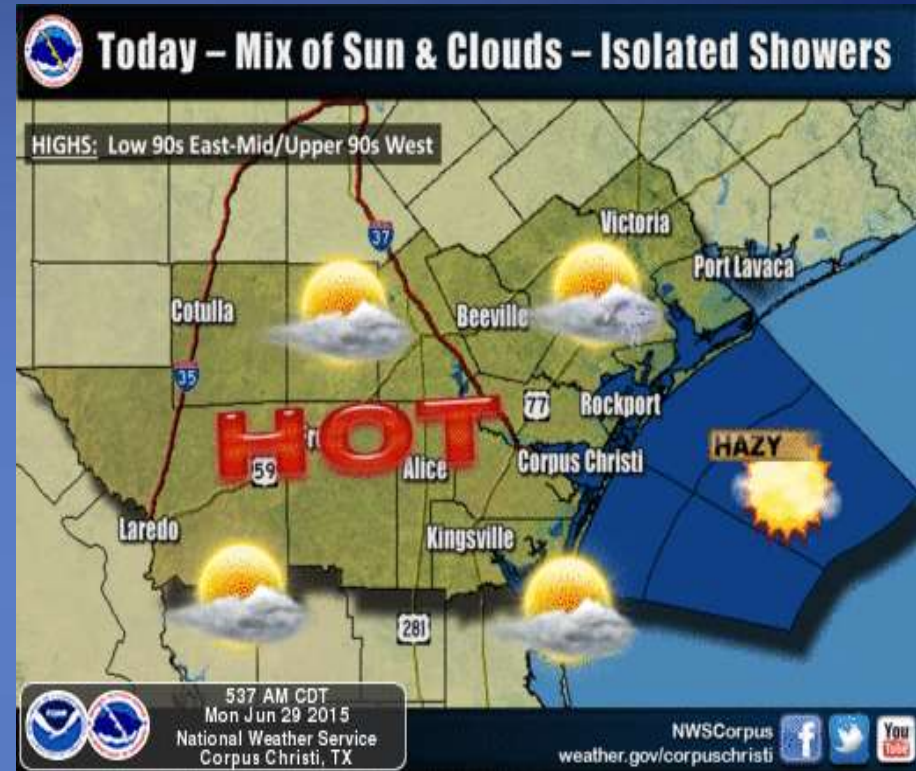 Today – Mix of Sun & Clouds – Isolated Showers
HIGHS: Low 90s East-Mid/Upper 90s West
37
Victoria
Port Lavaca
Cotulla
Beeville
35
77
Rockport
HOT
HAZY
59
Alice
Corpus Christi
Laredo
Kingsville
281
537 AM CDT
Mon Jun 29 2015
National Weather Service
Corpus Christi, TX
NWSCorpus
weather.gov/corpuschristi
f
You
Tube